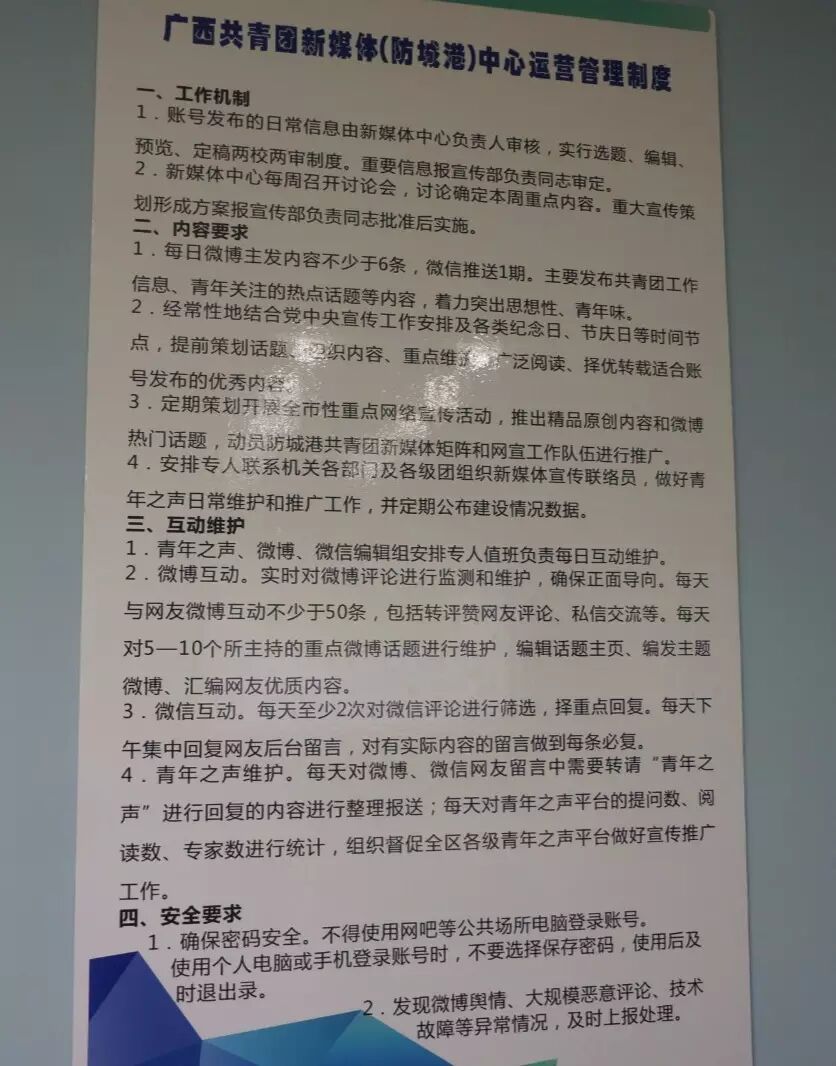 广西共青团新媒体(防城港)中心运营管理制度
一、工作机制
1．账号发布的日常信息由新媒体中心负责人审核，实行选题、编辑、
预览、定稿两校两审制度。重要信息报宣传部负责同志审定。
2．新媒体中心每周召开讨论会，讨论确定本周重点内容。重大宣传策
划形成方案报宣传部负责同志批准后实施。
二、内容要求
1．每日微博主发内容不少于6条，微信推送1期。主要发布共青团工作
信息、青年关注的热点话题等内容，着力突出思想性、青年味。
2．经常性地结合党中央宣传工作安排及各类纪念日、节庆日等时间节
点，提前策划话题、组织内容、重点维护。广泛阅读、择优转载适合账
号发布的优秀内容。
3．定期策划开展全市性重点网络宣传活动，推出精品原创内容和微博
热门话题，动员防城港共青团新媒体矩阵和网宣工作队伍进行推广。
4．安排专人联系机关各部门及各级团组织新媒体宣传联络员，做好青
年之声日常维护和推广工作，并定期公布建设情况数据。
三、互动维护
1．青年之声、微博、微信编辑组安排专人值班负责每日互动维护。
2．微博互动。实时对微博评论进行监测和维护，确保正面导向。每天
与网友微博互动不少于50条，包括转评赞网友评论、私信交流等。每天
对5—10个所主持的重点微博话题进行维护，编辑话题主页、编发主题
微博、汇编网友优质内容。
3．微信互动。每天至少2次对微信评论进行筛选，择重点回复。每天下
午集中回复网友后台留言，对有实际内容的留言做到每条必复。
4．青年之声维护。每天对微博、微信网友留言中需要转请“青年之
声”进行回复的内容进行整理报送；每天对青年之声平台的提问数、阅
读数、专家数进行统计，组织督促全区各级青年之声平台做好宣传推广
工作。
四、安全要求
1．确保密码安全。不得使用网吧等公共场所电脑登录账号。
使用个人电脑或手机登录账号时，不要选择保存密码，使用后及
时退出录。
2．发现微博舆情、大规模恶意评论、技术
故障等异常情况，及时上报处理。